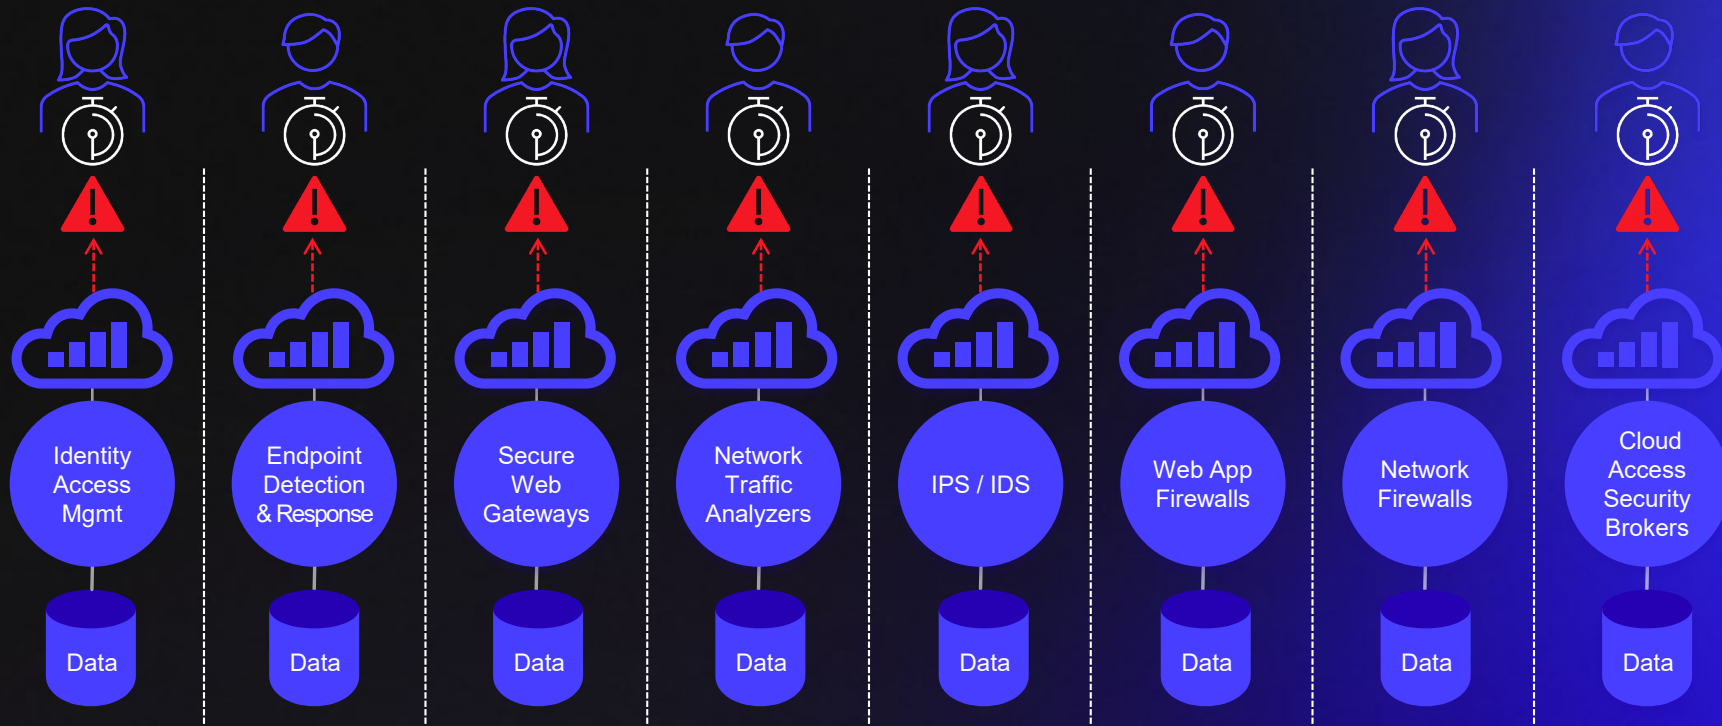 Identity
Access
Mgmt
Endpoint
Detection
& Response
Secure
Web
Gateways
Network
Traffic
Analyzers
IPS / IDS
Web App
Firewalls
Network
Firewalls
Cloud
Access
Security
Brokers
Data
Data
Data
Data
Data
Data
Data
Data